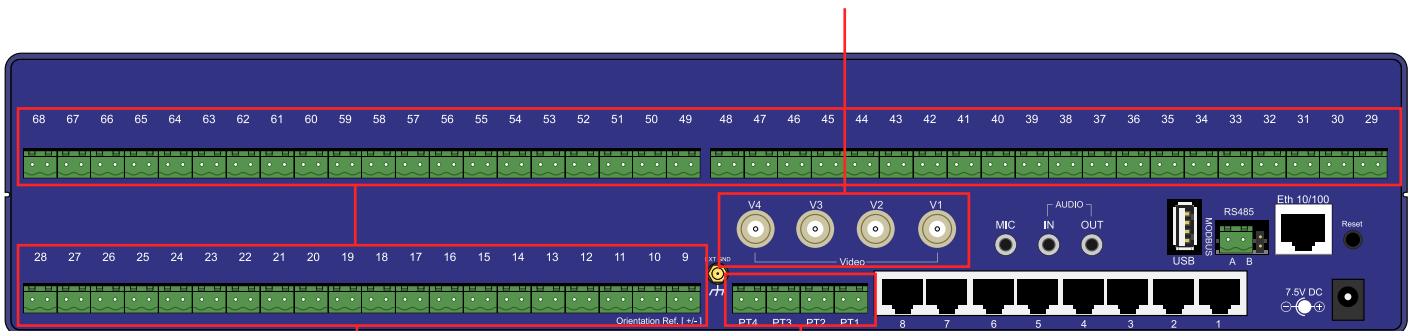 68 67 66 65 64 63 62 61 60 59 58 57 56 55 54 53 52 51 50 49 48 47 46 45 44 43 42 41 40 39 38 37 36 35 34 33 32 31 30 29
V4 V3 V2 V1
Video
AUDIO
MIC IN OUT
USB
MODBUS
RS485
A B
Eth 10/100
Reset
28 27 26 25 24 23 22 21 20 19 18 17 16 15 14 13 12 11 10 9
EXT GND
Orientation Ref. [ +/- ]
PT4 PT3 PT2 PT1
8 7 6 5 4 3 2 1
7.5V DC